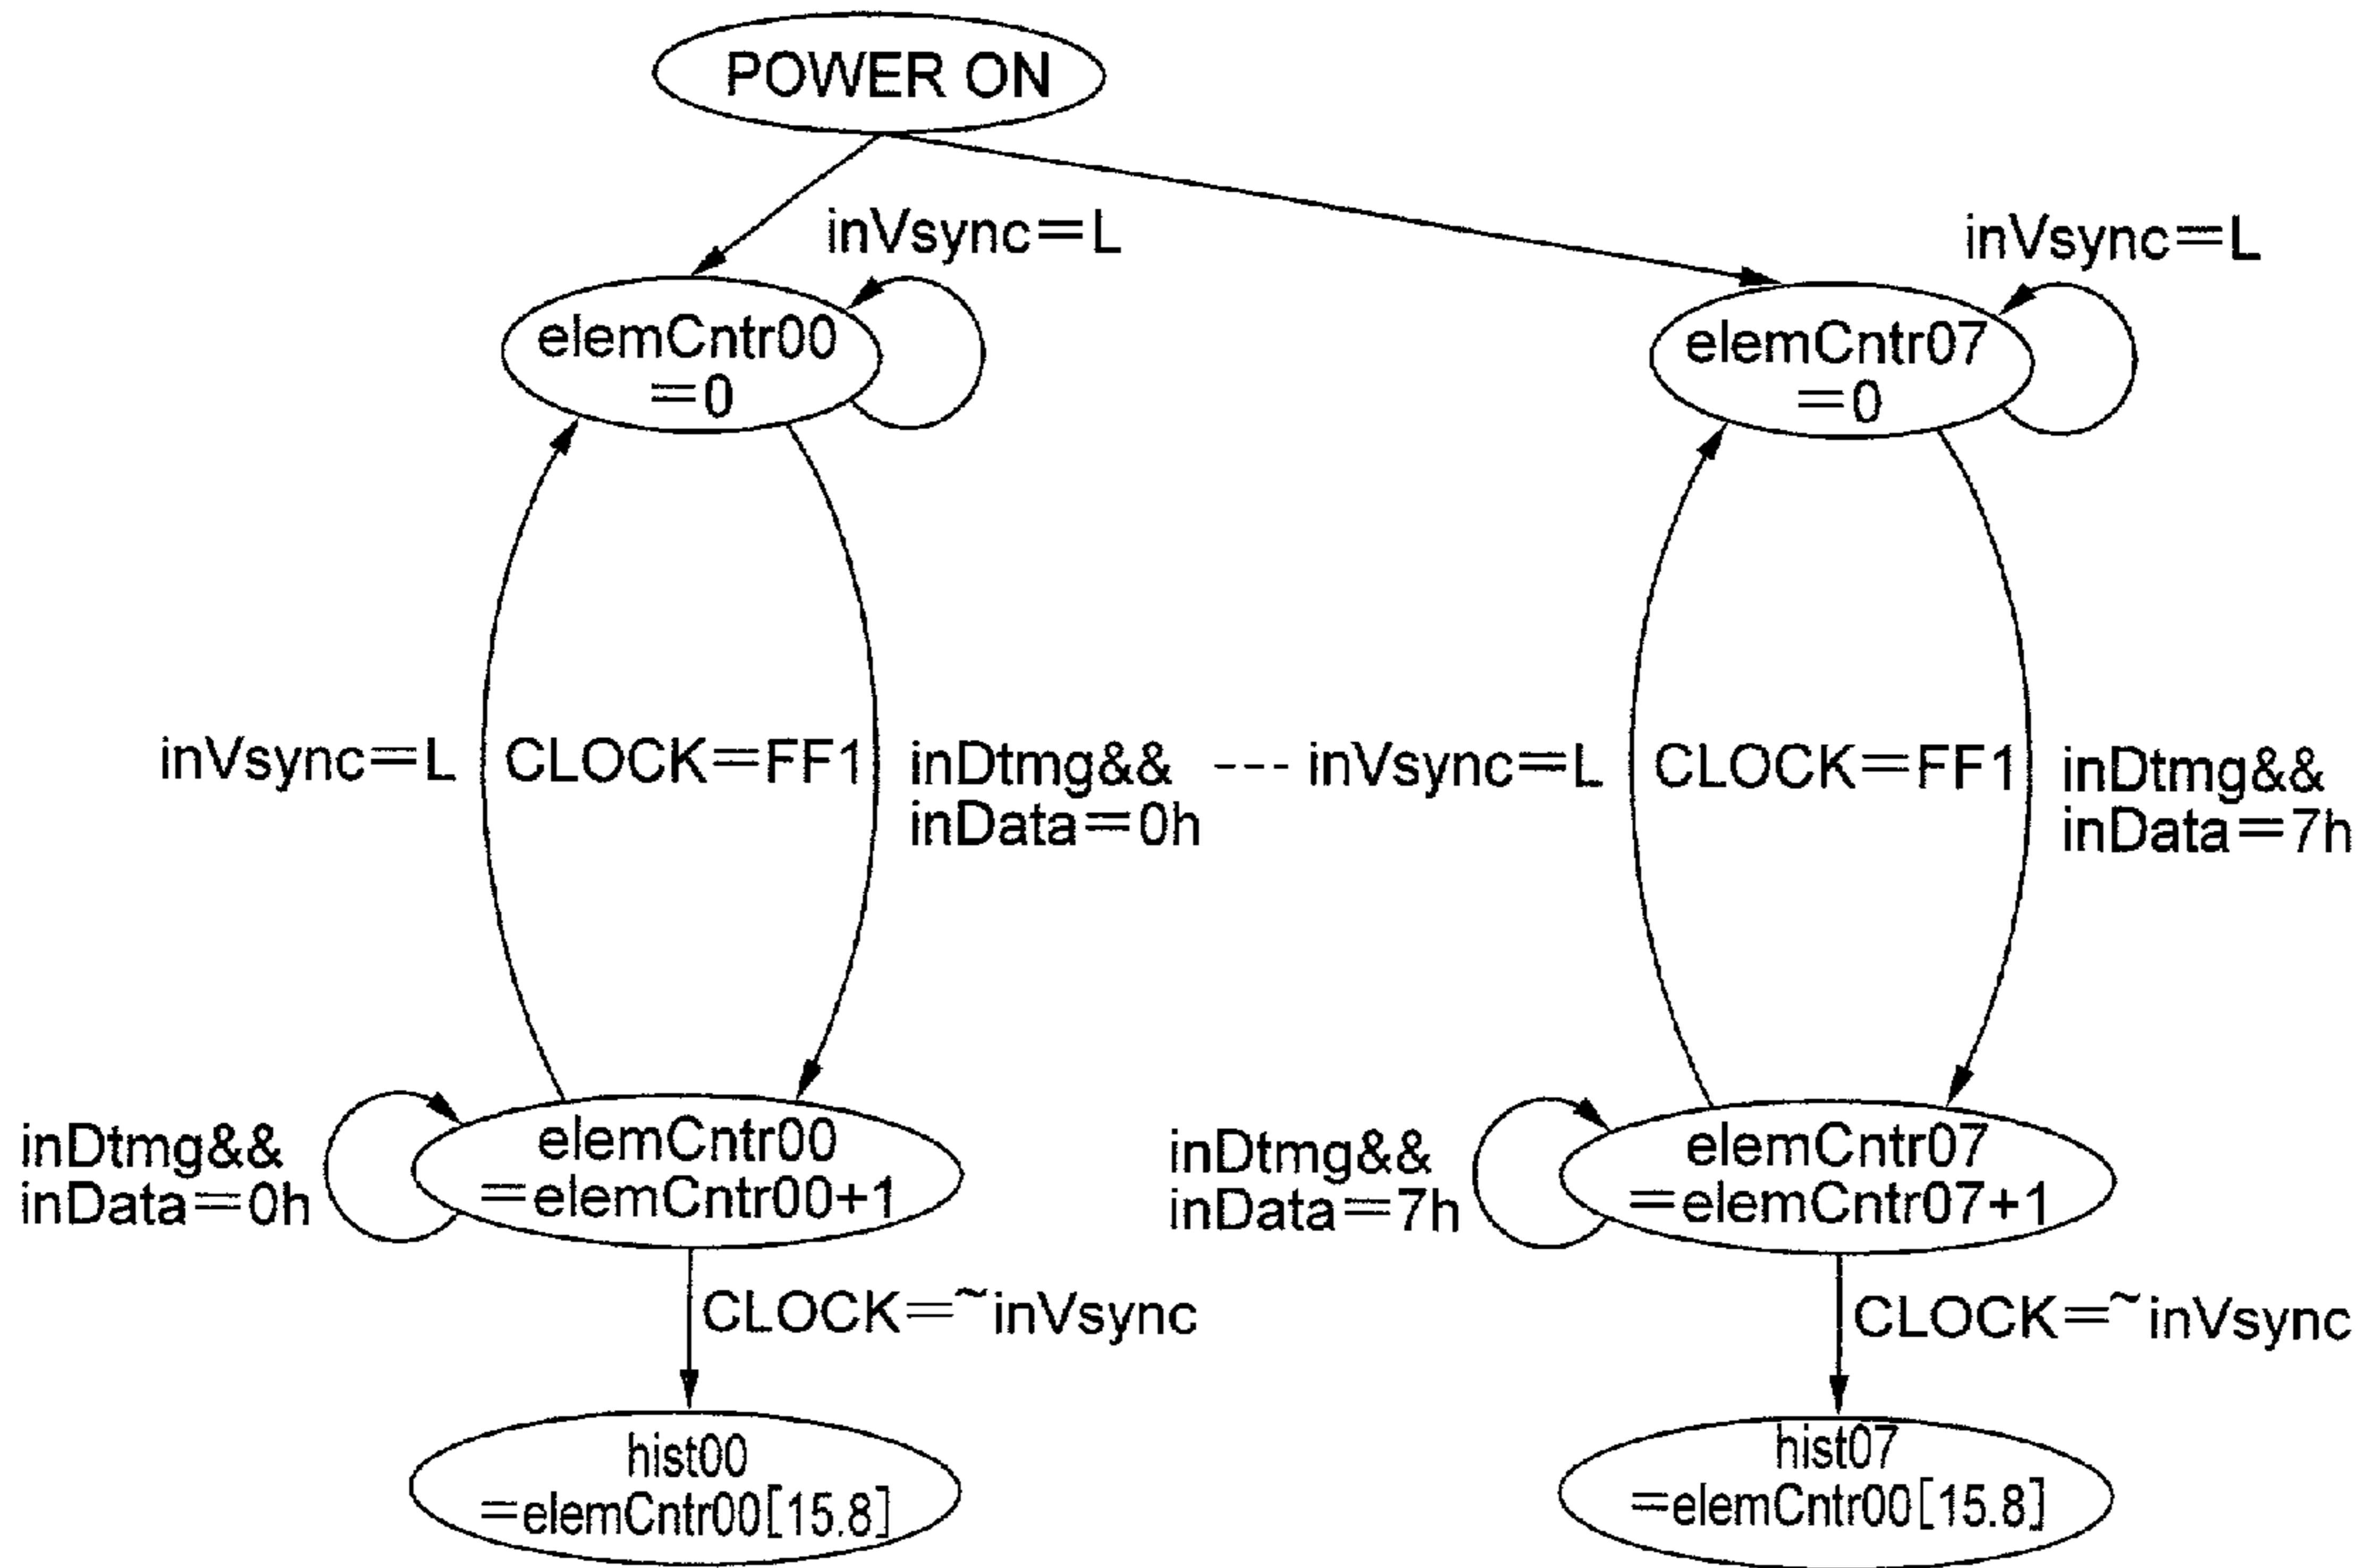 POWER ON
inVsync=L
inVsync=L
elemCntr00
=0
elemCntr07
=0
inVsync=L
CLOCK=FF1
inDtmg&&
inData=0h
---
inVsync=L
CLOCK=FF1
inDtmg&&
inData=7h
inDtmg&&
inData=0h
elemCntr00
=elemCntr00+1
inDtmg&&
inData=7h
elemCntr07
=elemCntr07+1
CLOCK=~inVsync
CLOCK=~inVsync
hist00
=elemCntr00[15.8]
hist07
=elemCntr00[15.8]